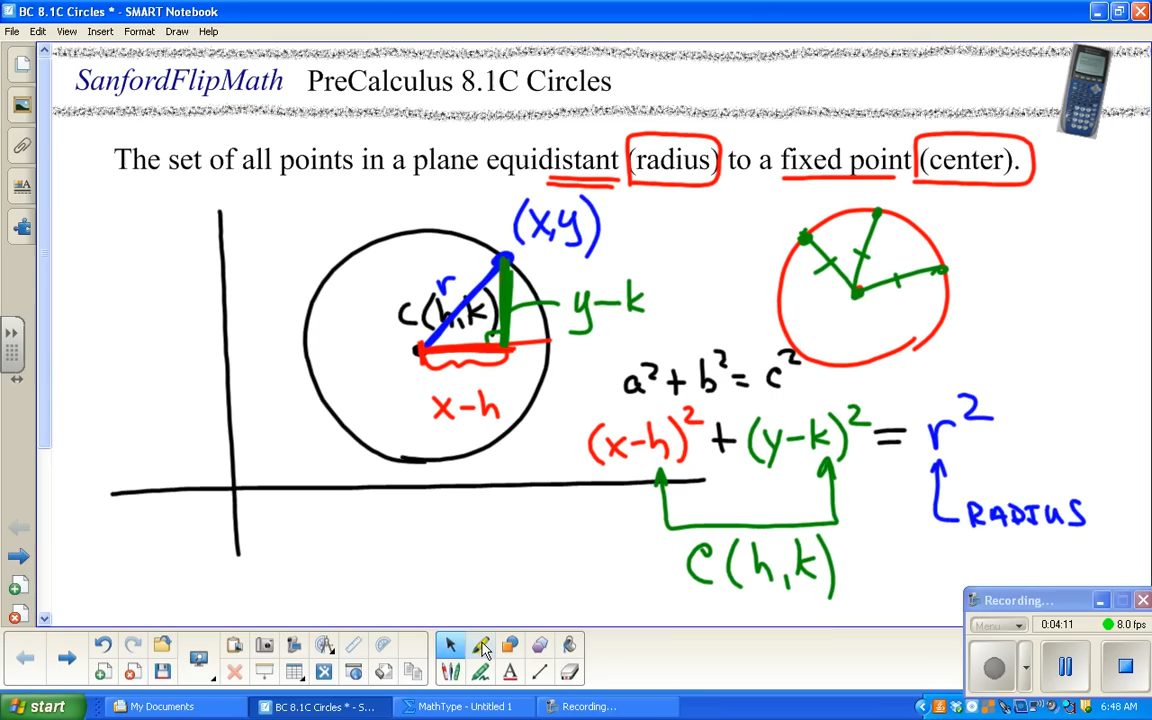 BC 8.1C Circles * - SMART Notebook
File Edit View Insert Format Draw Help
SanfordFlipMath PreCalculus 8.1C Circles
The set of all points in a plane equidistant (radius) to a fixed point (center).
(x,y)
r
C(h,k)
y-k
x-h
a²+b²=c²
(x-h)²+(y-k)²=r²
RADIUS
C(h,k)
Recording...
Menu
0:04:11
8.0 fps
start
My Documents
BC 8.1C Circles * - S...
MathType - Untitled 1
Recording...
6:48 AM